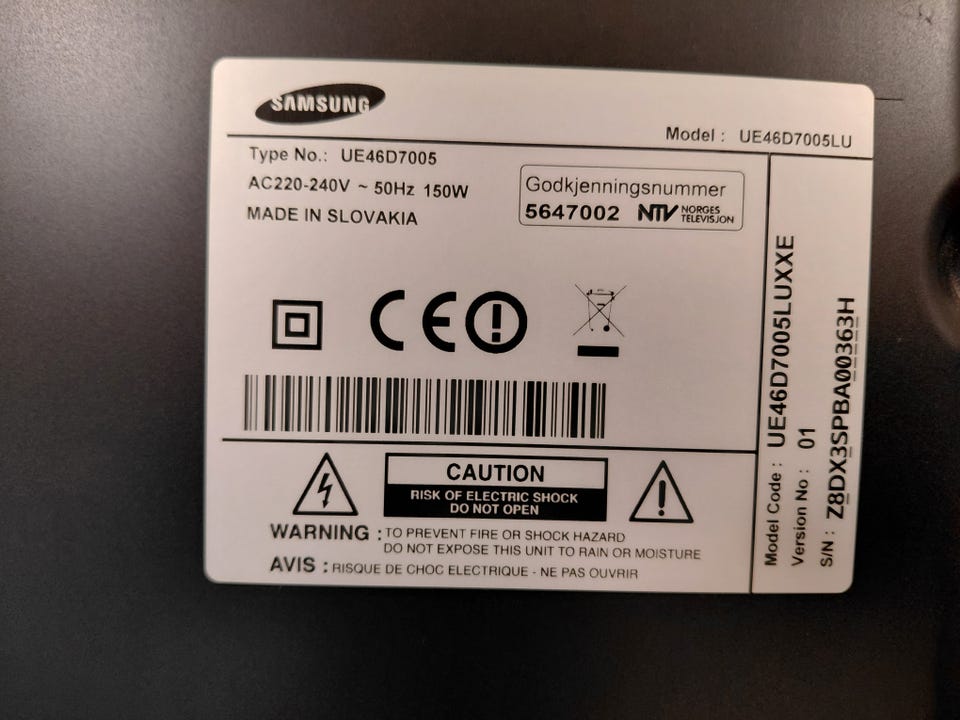 SAMSUNG
Model : UE46D7005LU
Type No.: UE46D7005
AC220-240V ~ 50Hz 150W
MADE IN SLOVAKIA
Godkjenningsnummer
5647002 NTV NORGES
TELEVISJON
CE
CAUTION
RISK OF ELECTRIC SHOCK
DO NOT OPEN
WARNING : TO PREVENT FIRE OR SHOCK HAZARD
DO NOT EXPOSE THIS UNIT TO RAIN OR MOISTURE
AVIS : RISQUE DE CHOC ELECTRIQUE - NE PAS OUVRIR
Model Code : UE46D7005LUXXE
Version No : 01
S/N : Z8DX3SPBA00363H